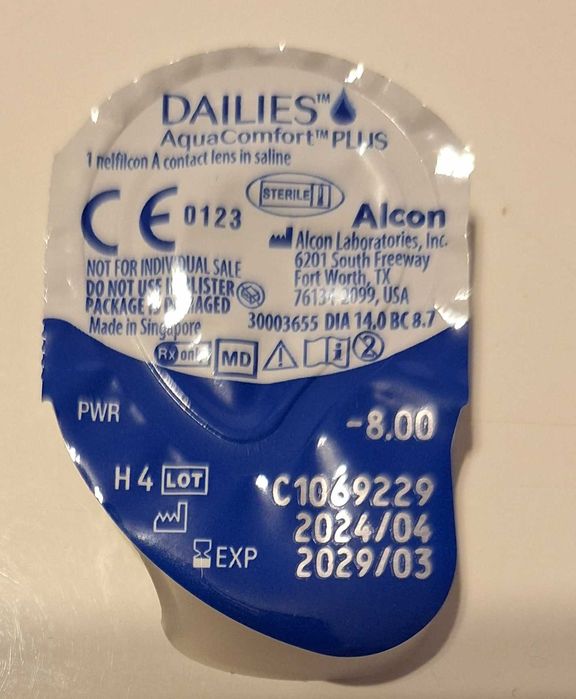 DAILIES™
AquaComfort™ PLUS
1 nelfilcon A contact lens in saline
CE 0123
STERILE
Alcon
Alcon Laboratories, Inc.
6201 South Freeway
Fort Worth, TX
76134-2099, USA
NOT FOR INDIVIDUAL SALE
DO NOT USE IF BLISTER
PACKAGE IS DAMAGED
Made in Singapore
30003655 DIA 14.0 BC 8.7
Rx only MD
PWR -8.00
H 4 LOT C1069229
2024/04
EXP 2029/03